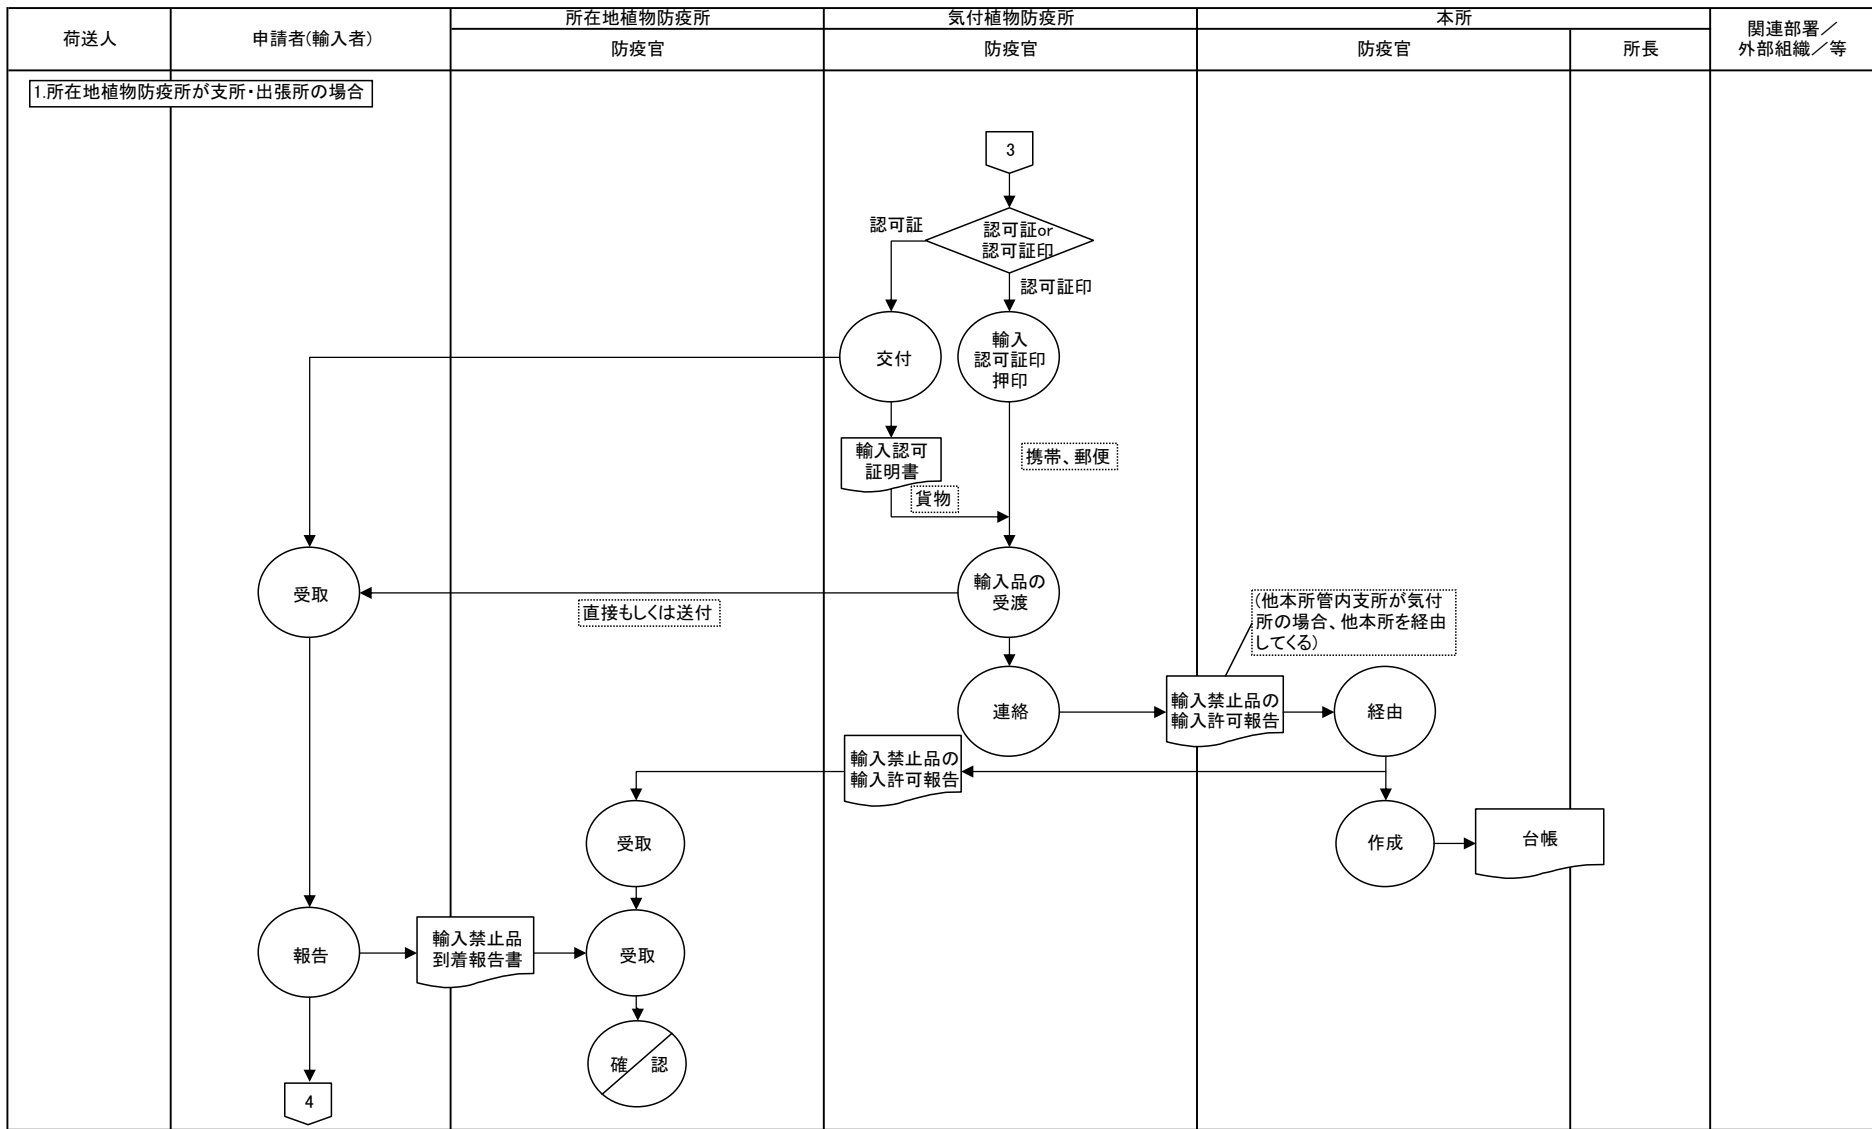 荷送人
申請者(輸入者)
所在地植物防疫所
防疫官
気付植物防疫所
防疫官
本所
防疫官
所長
関連部署／
外部組織／等
1.所在地植物防疫所が支所・出張所の場合
3
認可証or
認可証印
認可証
認可証印
交付
輸入
認可証印
押印
輸入認可
証明書
携帯、郵便
貨物
受取
輸入品の
受渡
直接もしくは送付
(他本所管内支所が気付
所の場合、他本所を経由
してくる)
連絡
輸入禁止品の
輸入許可報告
経由
輸入禁止品の
輸入許可報告
受取
作成
台帳
報告
輸入禁止品
到着報告書
受取
確 認
4